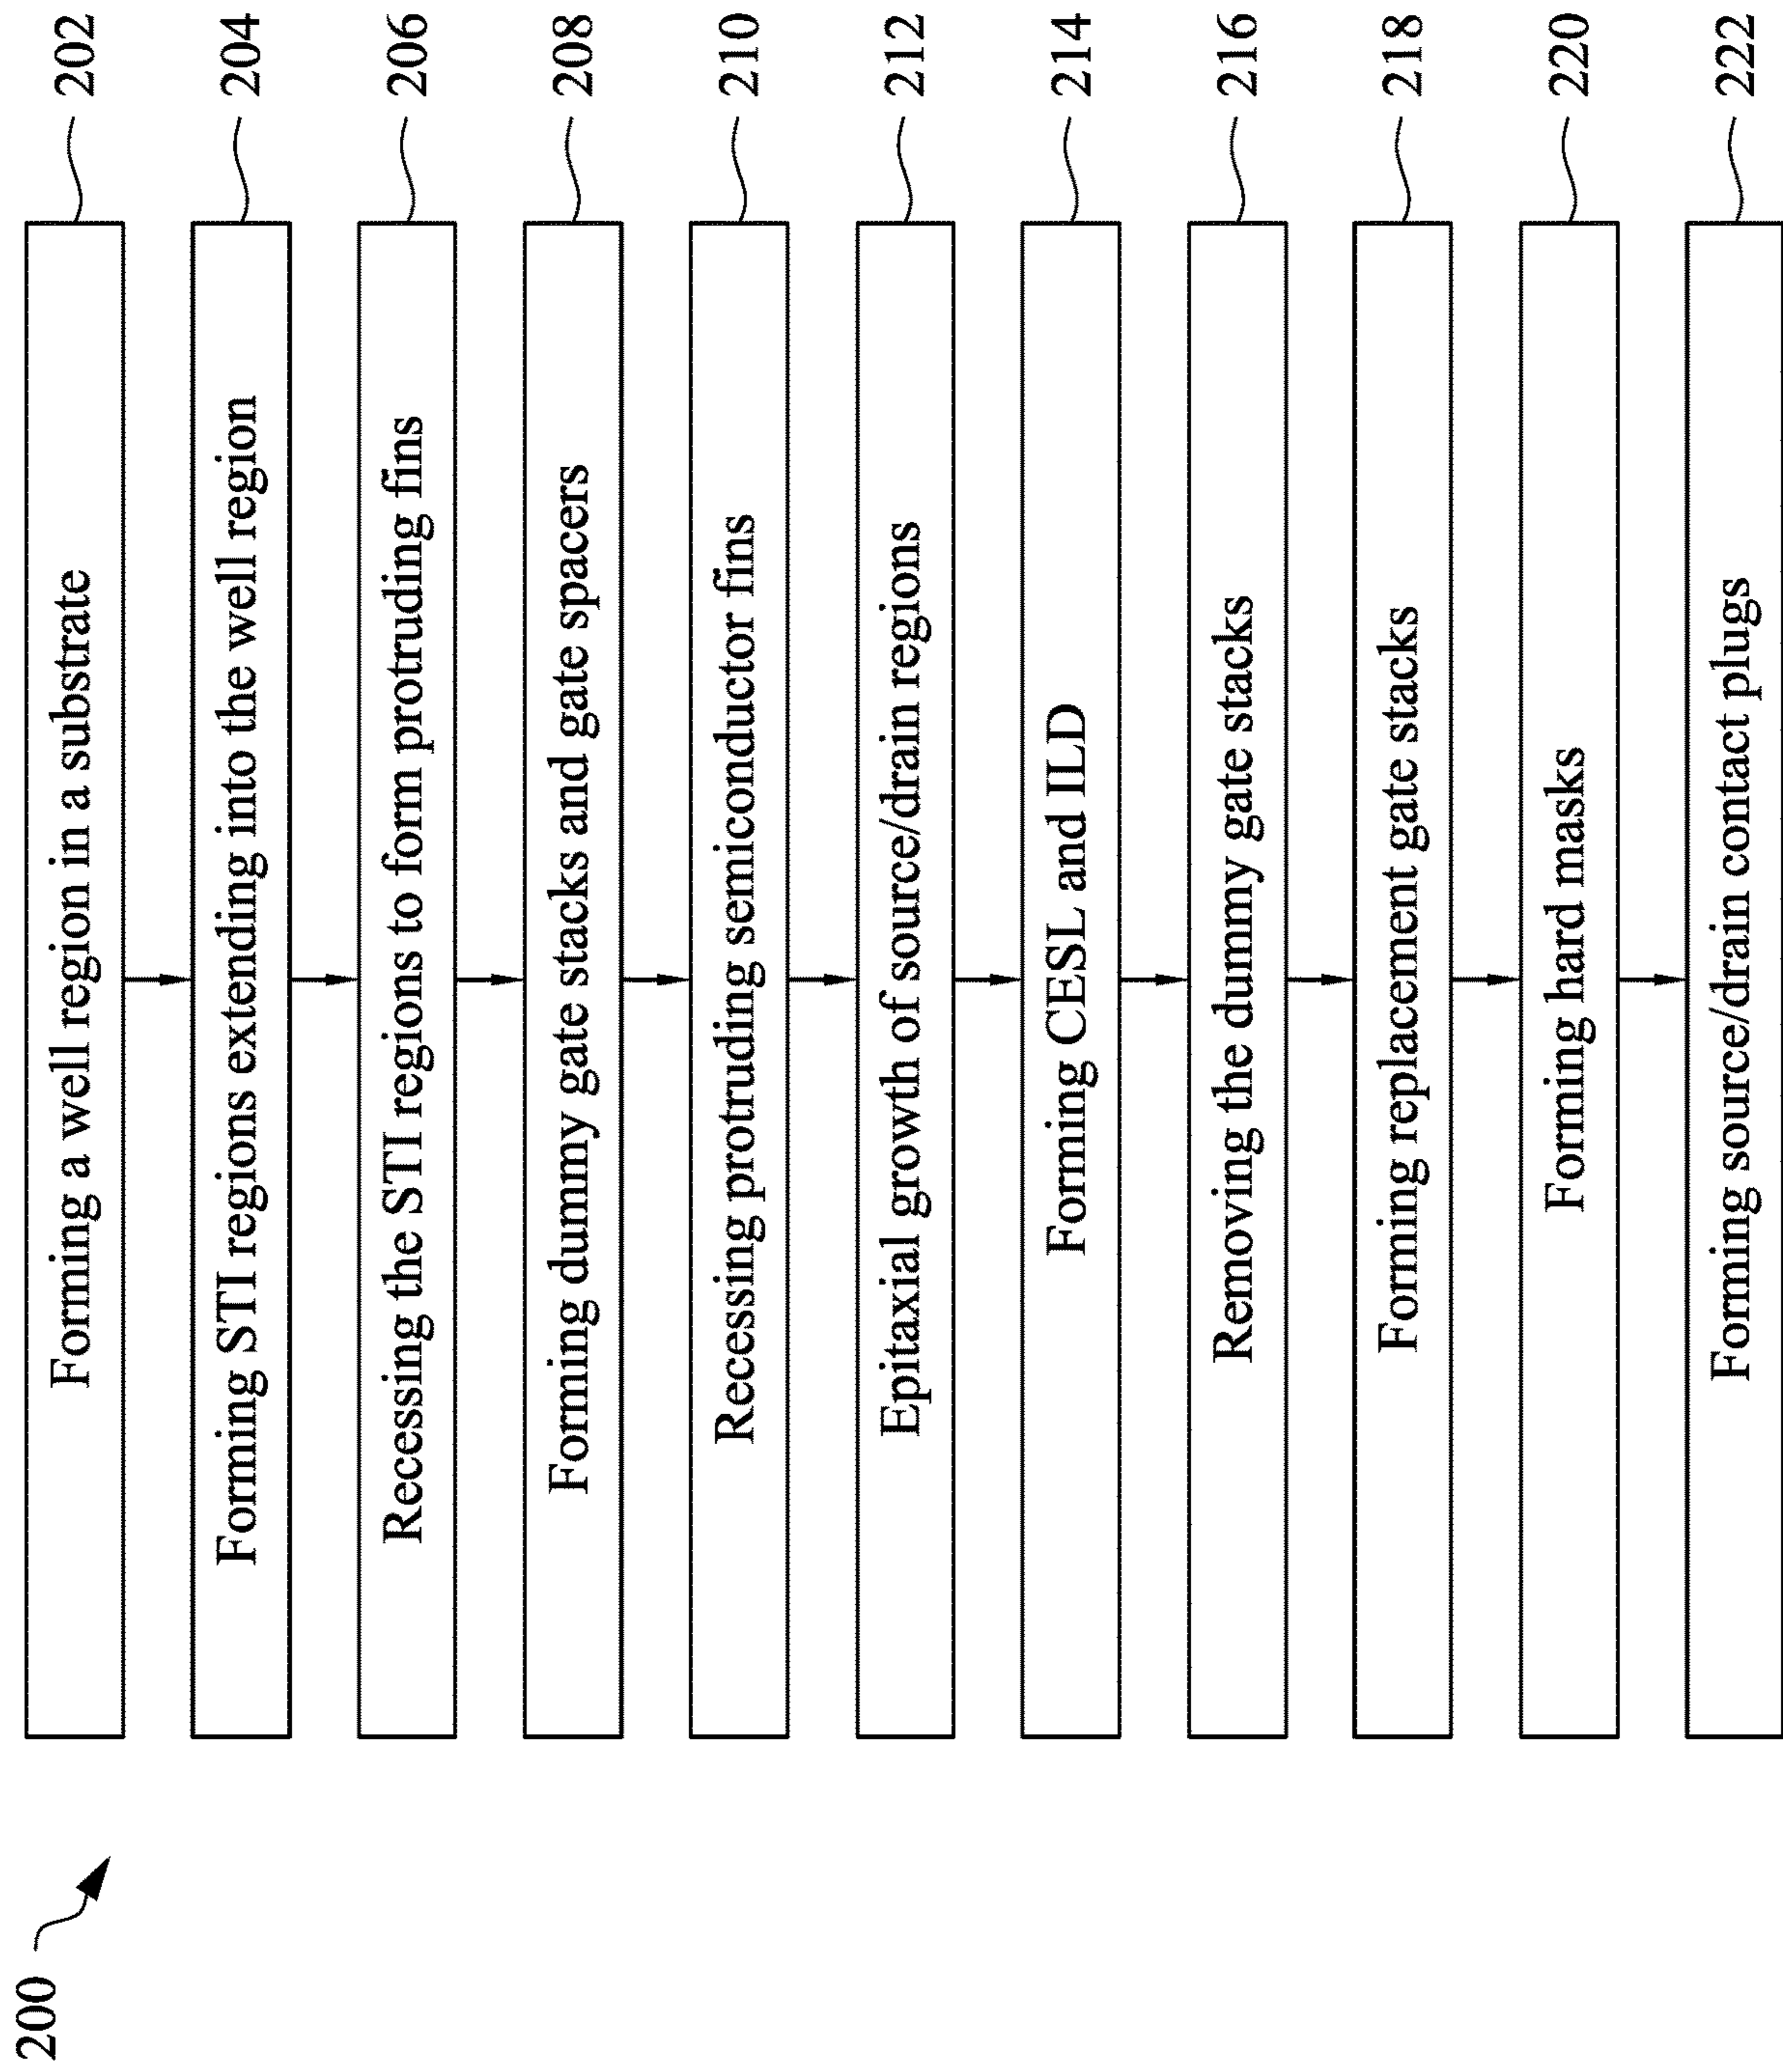 200
Forming a well region in a substrate 202
Forming STI regions extending into the well region 204
Recessing the STI regions to form protruding fins 206
Forming dummy gate stacks and gate spacers 208
Recessing protruding semiconductor fins 210
Epitaxial growth of source/drain regions 212
Forming CESL and ILD 214
Removing the dummy gate stacks 216
Forming replacement gate stacks 218
Forming hard masks 220
Forming source/drain contact plugs 222